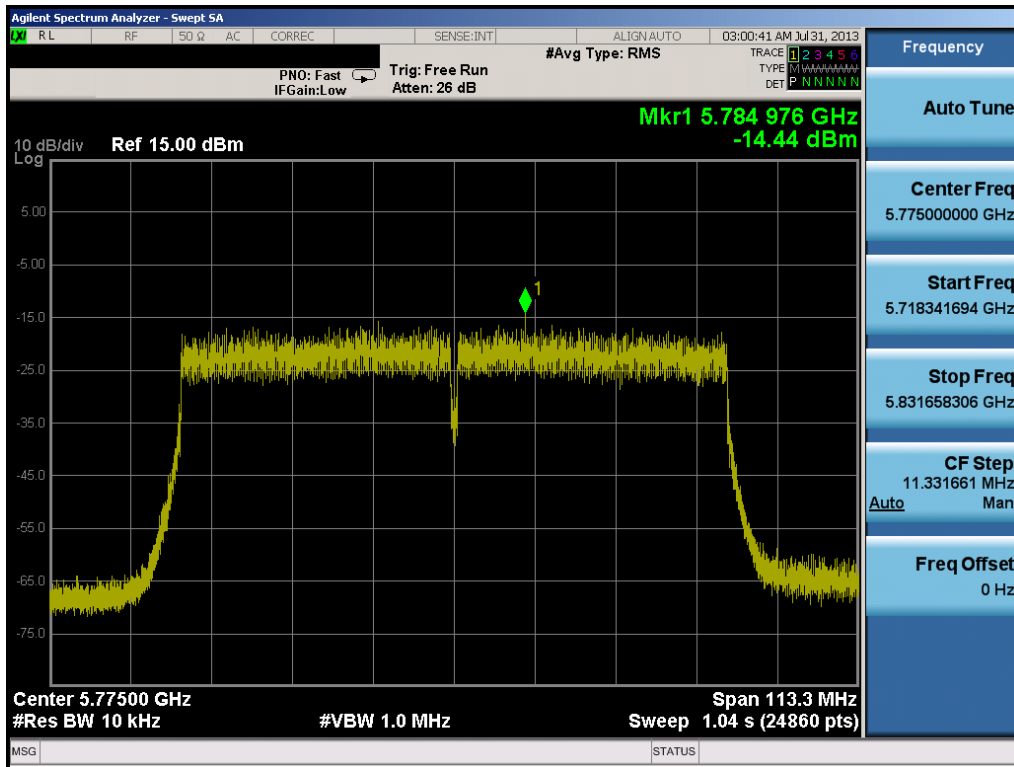 Agilent Spectrum Analyzer - Swept SA
LXI RL RF 50 Ω AC CORREC SENSE:INT ALIGN AUTO 03:00:41 AM Jul 31, 2013
PNO: Fast
IFGain:Low
Trig: Free Run
Atten: 26 dB
#Avg Type: RMS
TRACE 1 2 3 4 5 6
TYPE M W W W W W
DET P N N N N N
Mkr1 5.784 976 GHz
-14.44 dBm
10 dB/div Ref 15.00 dBm
Log
5.00
-5.00
1
-15.0
-25.0
-35.0
-45.0
-55.0
-65.0
-75.0
Center 5.77500 GHz Span 113.3 MHz
#Res BW 10 kHz #VBW 1.0 MHz Sweep 1.04 s (24860 pts)
MSG STATUS
Frequency
Auto Tune
Center Freq
5.775000000 GHz
Start Freq
5.718341694 GHz
Stop Freq
5.831658306 GHz
CF Step
11.331661 MHz
Auto Man
Freq Offset
0 Hz